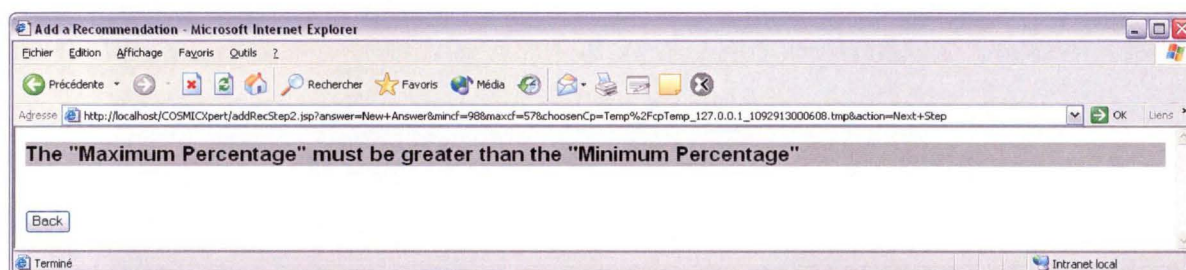 Add a Recommendation - Microsoft Internet Explorer
Fichier Edition Affichage Favoris Outils ?
Précédente Rechercher Favoris Média
Adresse http://localhost/COSMICXpert/addRecStep2.jsp?answer=New+Answer&mincf=98&maxcf=57&choosenCp=Temp%2FcpTemp_127.0.0.1_1092913000608.tmp&action=Next+Step OK Liens
The "Maximum Percentage" must be greater than the "Minimum Percentage"
Back
Terminé Intranet local